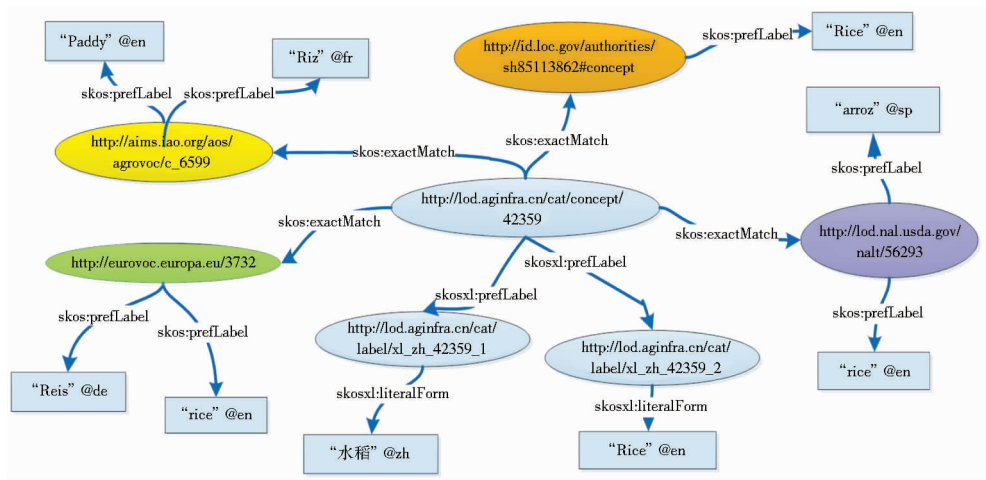 “Paddy” @en
“Riz” @fr
skos:prefLabel
skos:prefLabel
http://aims.iao.org/aos/
agrovoc/c_6599
http://id.loc.gov/authorities/
sh85113862#concept
skos:prefLabel
“Rice” @en
“arroz” @sp
skos:prefLabel
skos:exactMatch
skos:exactMatch
http://lod.aginfra.cn/cat/concept/
42359
skos:exactMatch
skos:exactMatch
http://lod.nal.usda.gov/
nalt/56293
http://eurovoc.europa.eu/3732
skosxl:prefLabel
skosxl:prefLabel
skos:prefLabel
skos:prefLabel
skos:prefLabel
http://lod.aginfra.cn/cat/
label/xl_zh_42359_1
http://lod.aginfra.cn/cat/
label/xl_zh_42359_2
“Reis” @de
“rice” @en
“rice” @en
skosxl:literalForm
skosxl:literalForm
“水稻” @zh
“Rice” @en